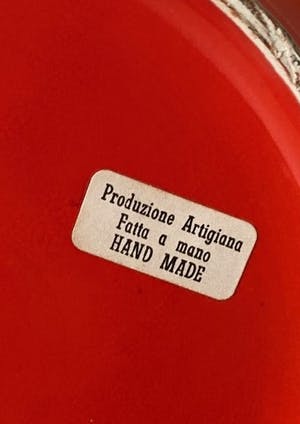 Produzione Artigiana
Fatta a mano
HAND MADE